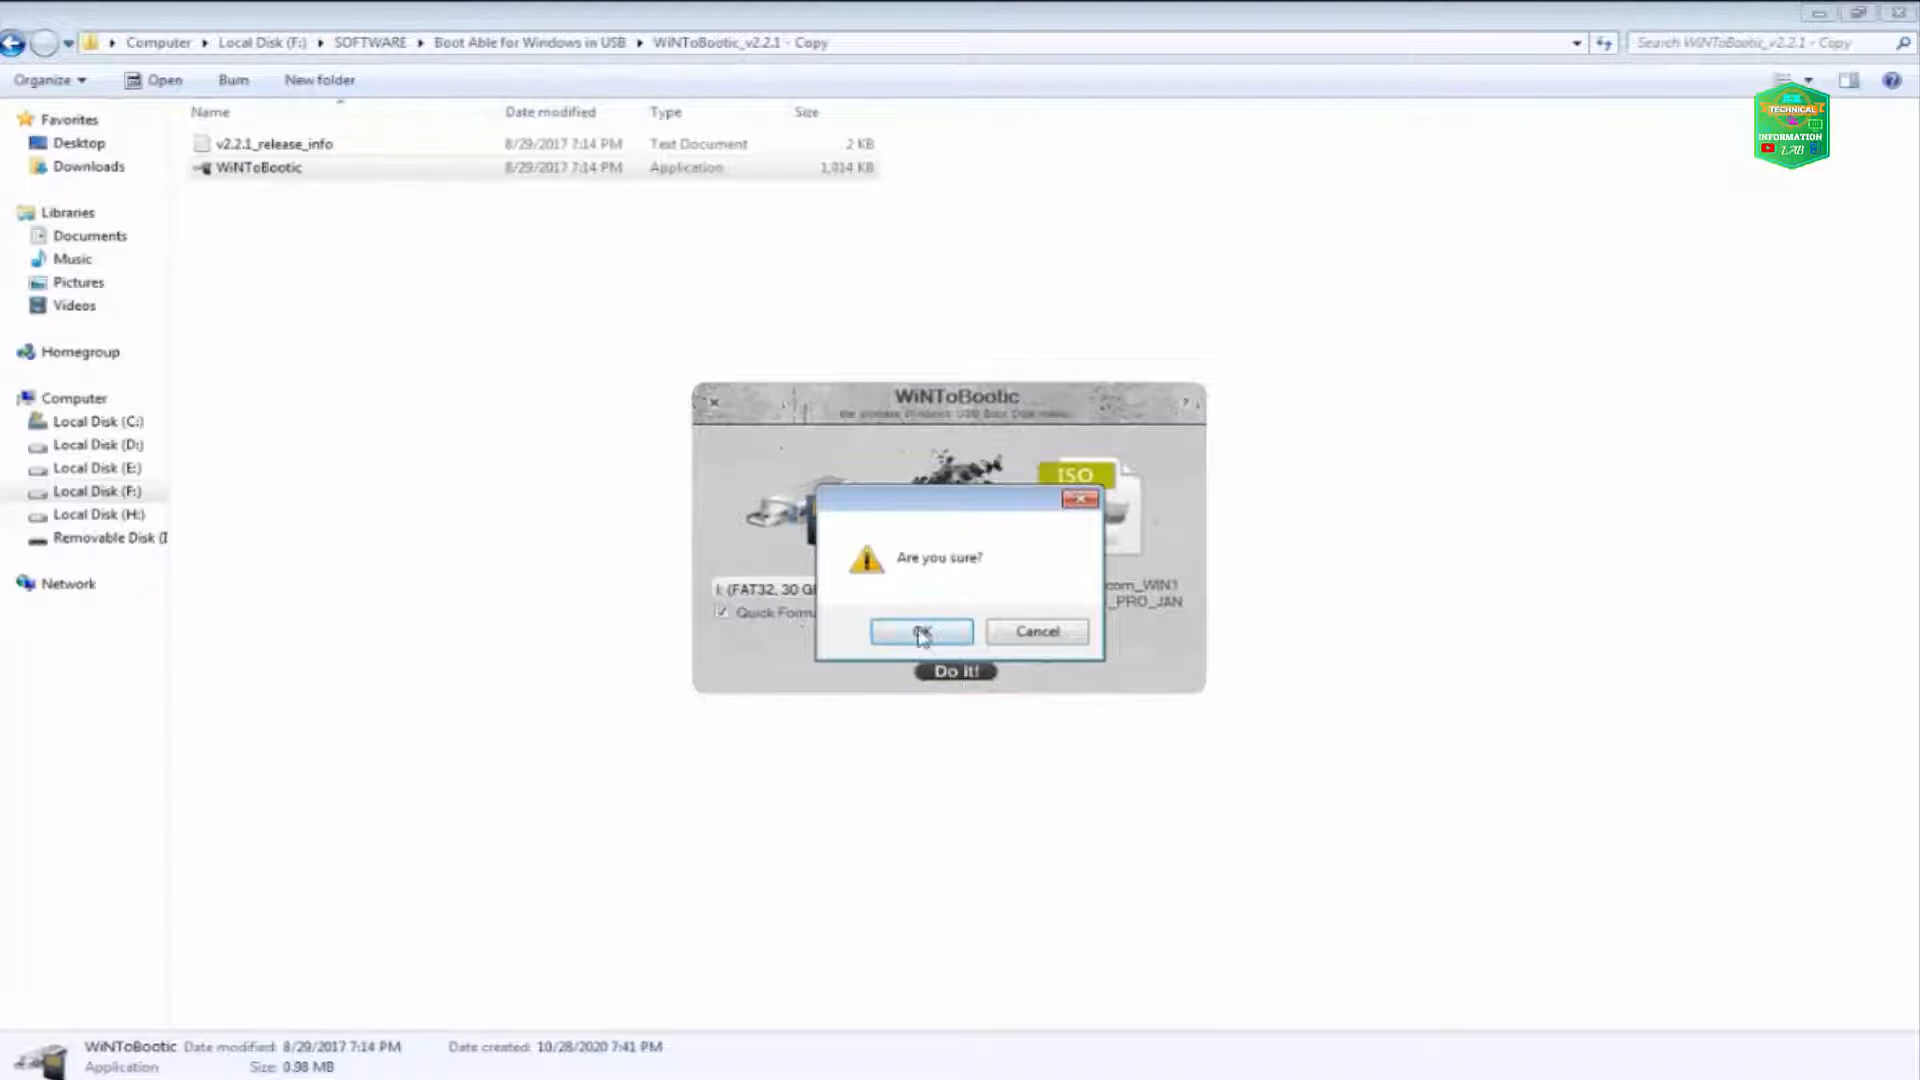 Computer Local Disk (F:) SOFTWARE Boot Able for Windows in USB WiNToBootic_v2.2.1 - Copy
Search WiNToBootic_v2.2.1 - Copy
Organize Open Burn New folder
TECHNICAL
INFORMATION
LAB
Name Date modified Type Size
v2.2.1_release_info 8/29/2017 7:14 PM Text Document 2 KB
WiNToBootic 8/29/2017 7:14 PM Application 1,014 KB
Favorites
Desktop
Downloads
Libraries
Documents
Music
Pictures
Videos
Homegroup
Computer
Local Disk (C:)
Local Disk (D:)
Local Disk (E:)
Local Disk (F:)
Local Disk (H:)
Removable Disk (I
Network
WiNToBootic
ISO
Are you sure?
OK Cancel
I: (FAT32, 30 GB
Quick Forma
com_WIN1
_PRO_JAN
Do it!
WiNToBootic Date modified: 8/29/2017 7:14 PM Date created: 10/28/2020 7:41 PM
Application Size: 0.98 MB